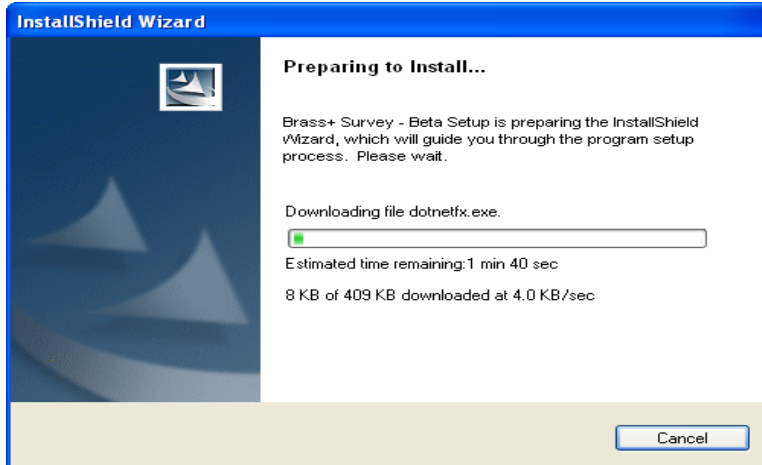 InstallShield Wizard
Preparing to Install...
Brass+ Survey - Beta Setup is preparing the InstallShield
Wizard, which will guide you through the program setup
process. Please wait.
Downloading file dotnetfx.exe.
Estimated time remaining:1 min 40 sec
8 KB of 409 KB downloaded at 4.0 KB/sec
Cancel